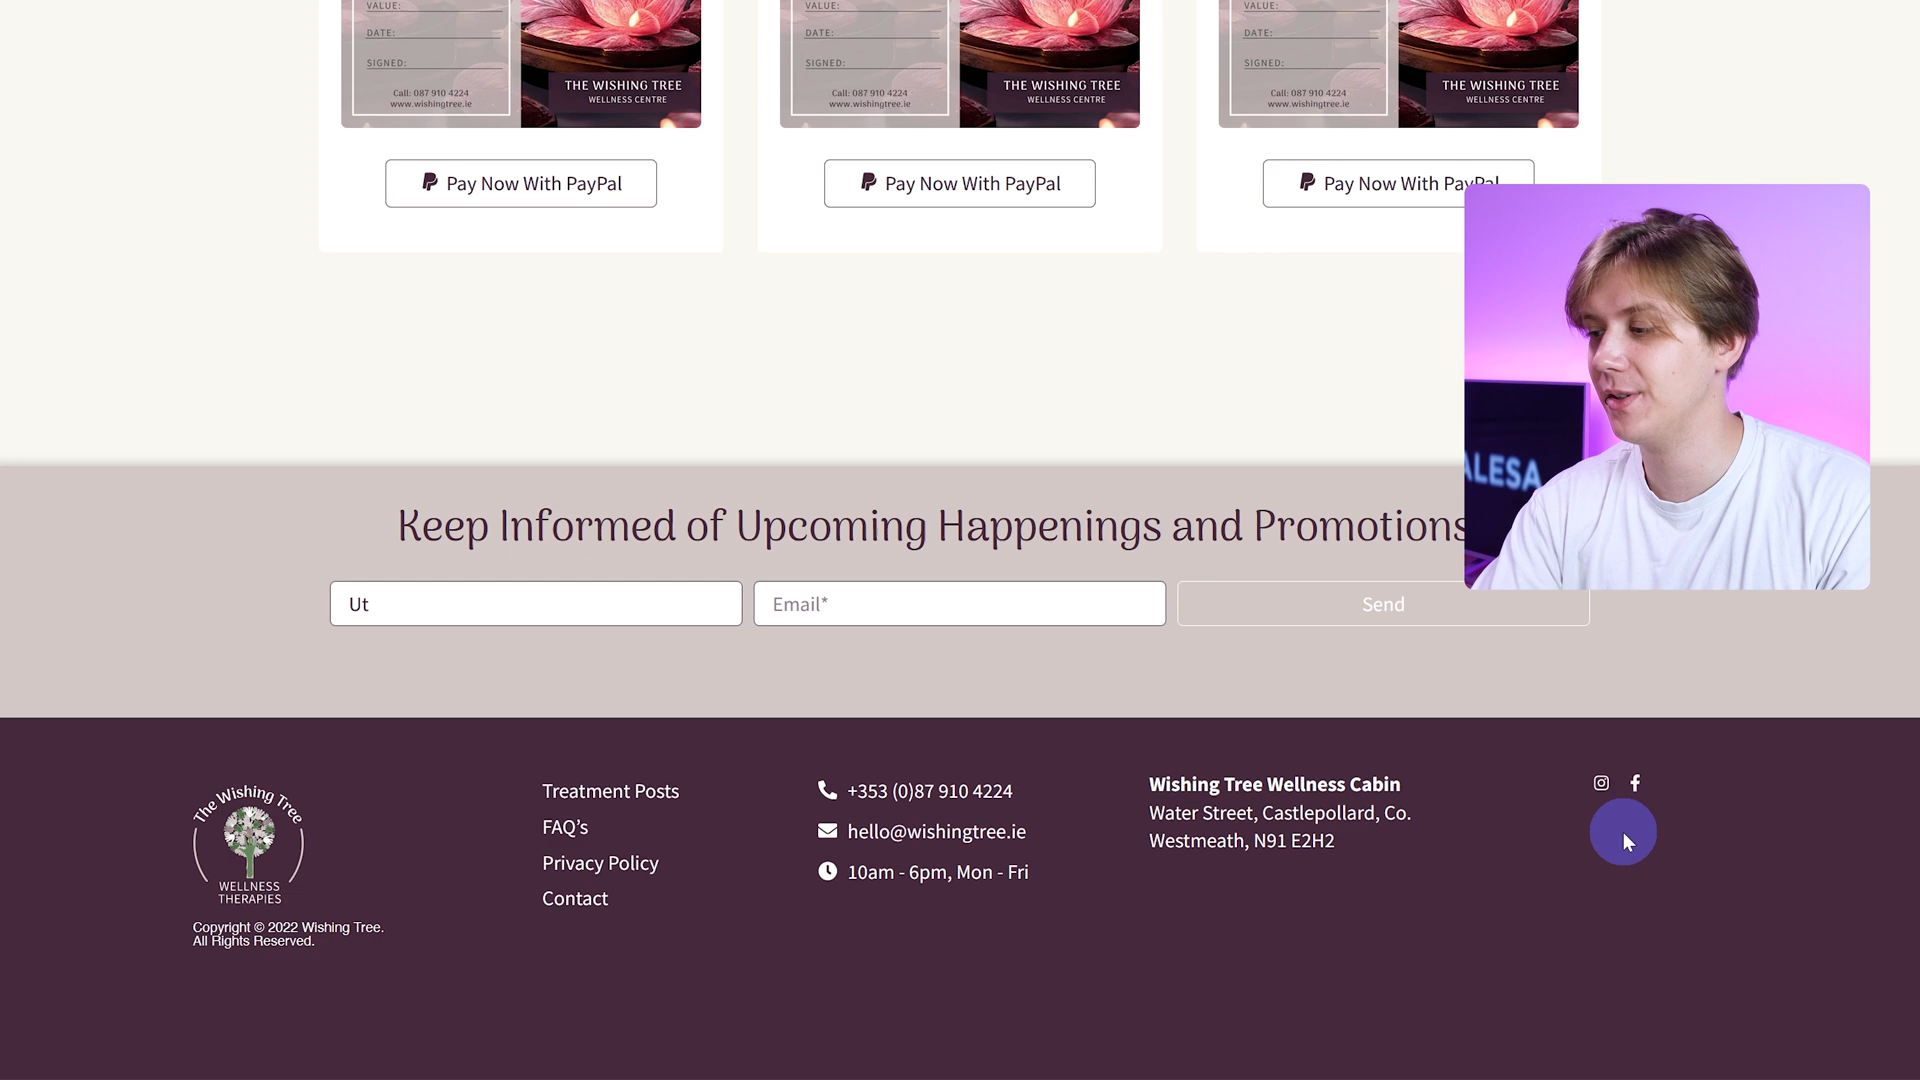 VALUE:
DATE:
SIGNED:
Call: 087 910 4224
www.wishingtree.ie
THE WISHING TREE
WELLNESS CENTRE
VALUE:
DATE:
SIGNED:
Call: 087 910 4224
www.wishingtree.ie
THE WISHING TREE
WELLNESS CENTRE
VALUE:
DATE:
SIGNED:
Call: 087 910 4224
www.wishingtree.ie
THE WISHING TREE
WELLNESS CENTRE
Pay Now With PayPal
Pay Now With PayPal
Pay Now With PayPal
ALESA
Keep Informed of Upcoming Happenings and Promotions
Ut
Email*
Send
The Wishing Tree
WELLNESS
THERAPIES
Copyright © 2022 Wishing Tree.
All Rights Reserved.
Treatment Posts
FAQ’s
Privacy Policy
Contact
+353 (0)87 910 4224
hello@wishingtree.ie
10am - 6pm, Mon - Fri
Wishing Tree Wellness Cabin
Water Street, Castlepollard, Co.
Westmeath, N91 E2H2